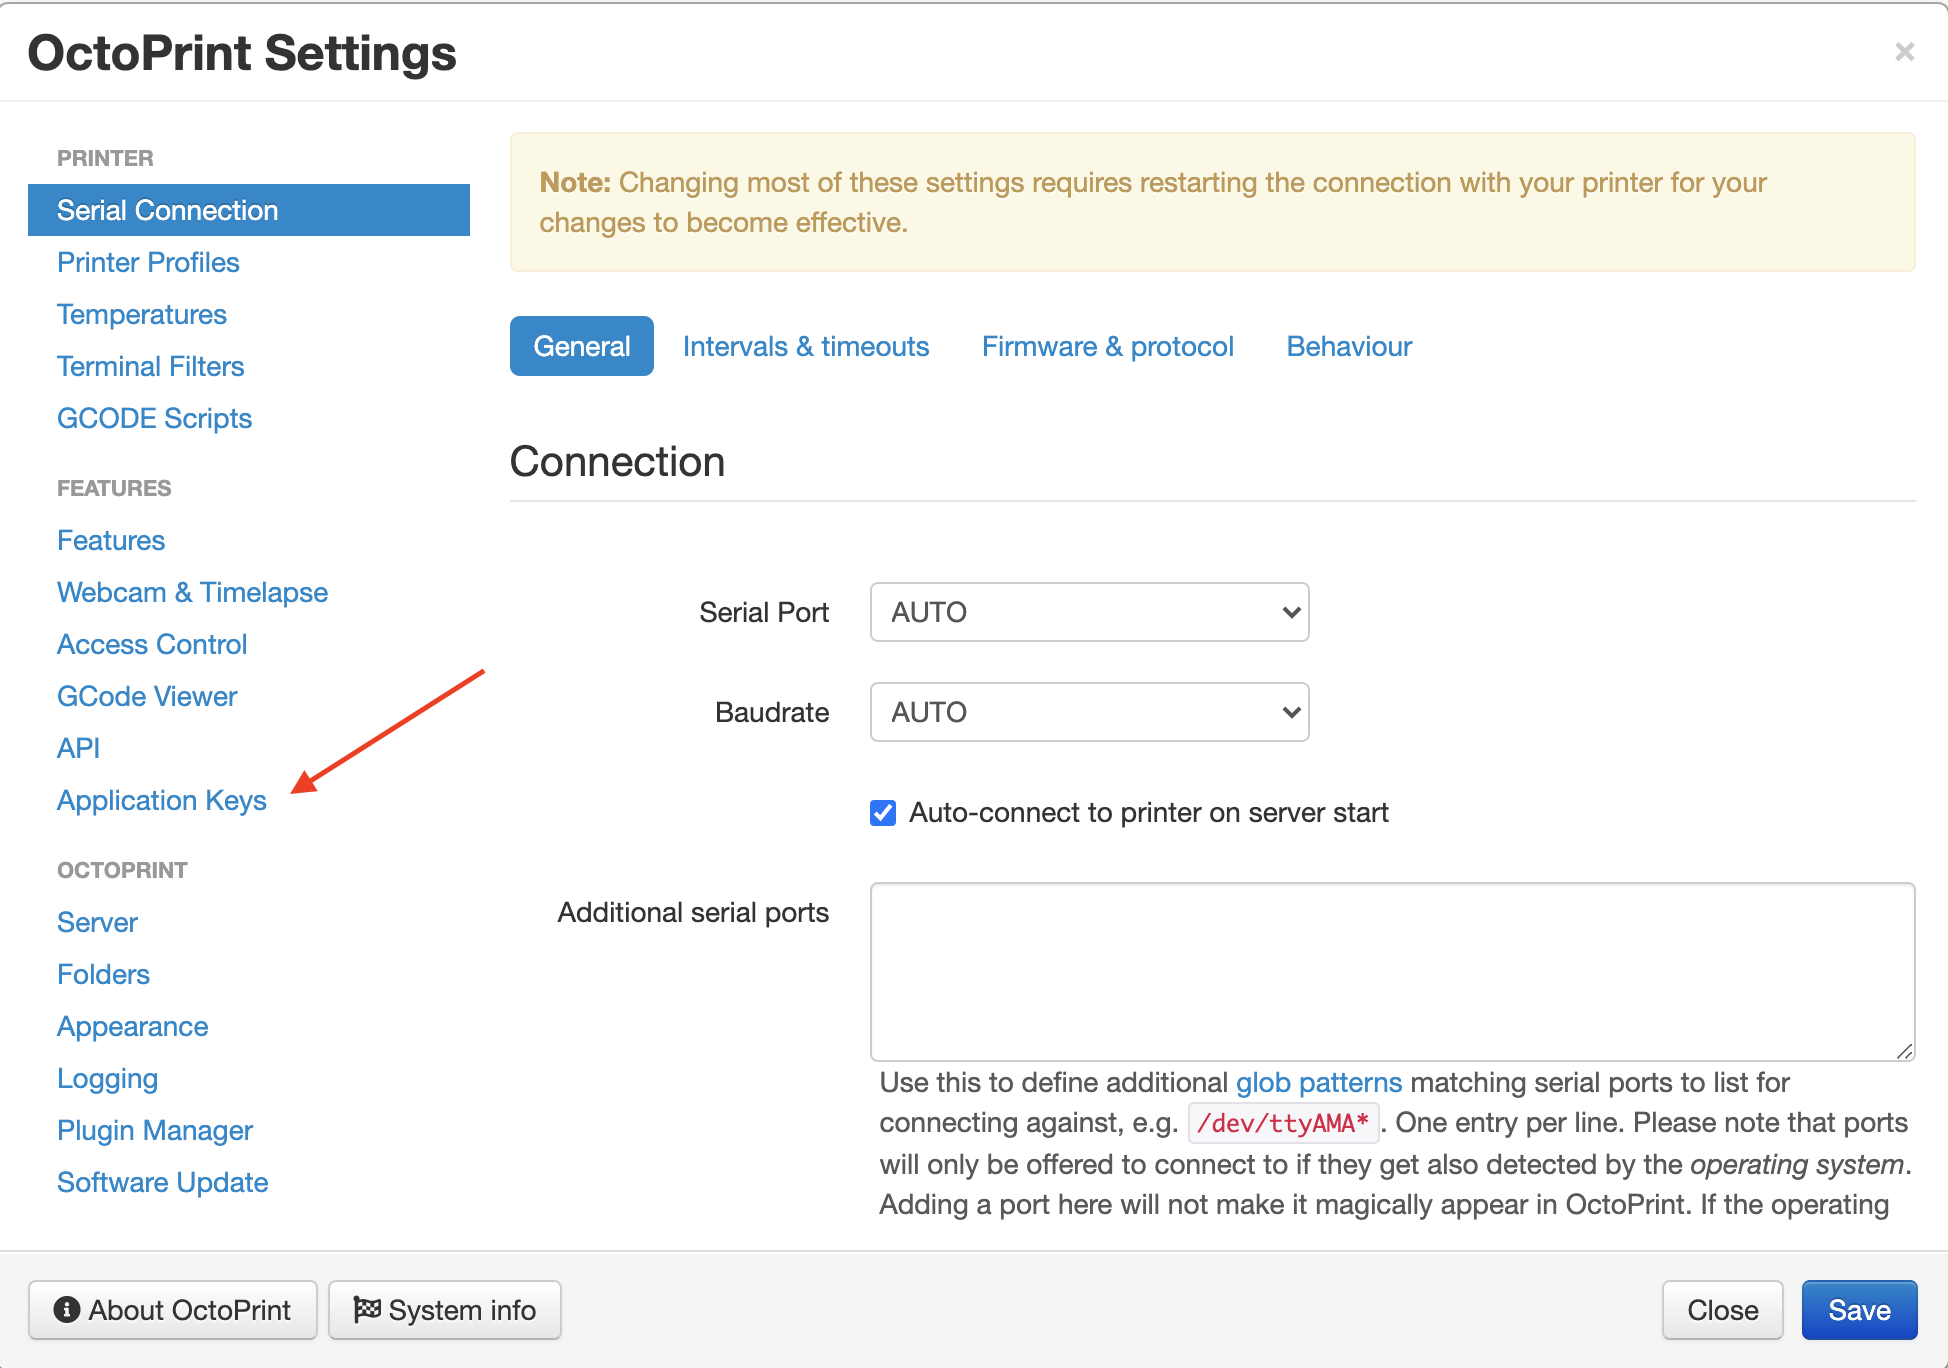 OctoPrint Settings
×
PRINTER
Serial Connection
Printer Profiles
Temperatures
Terminal Filters
GCODE Scripts
FEATURES
Features
Webcam & Timelapse
Access Control
GCode Viewer
API
Application Keys
OCTOPRINT
Server
Folders
Appearance
Logging
Plugin Manager
Software Update
Note: Changing most of these settings requires restarting the connection with your printer for your
changes to become effective.
General Intervals & timeouts Firmware & protocol Behaviour
Connection
Serial Port AUTO
Baudrate AUTO
Auto-connect to printer on server start
Additional serial ports
Use this to define additional glob patterns matching serial ports to list for
connecting against, e.g. /dev/ttyAMA*. One entry per line. Please note that ports
will only be offered to connect to if they get also detected by the operating system.
Adding a port here will not make it magically appear in OctoPrint. If the operating
About OctoPrint System info Close Save